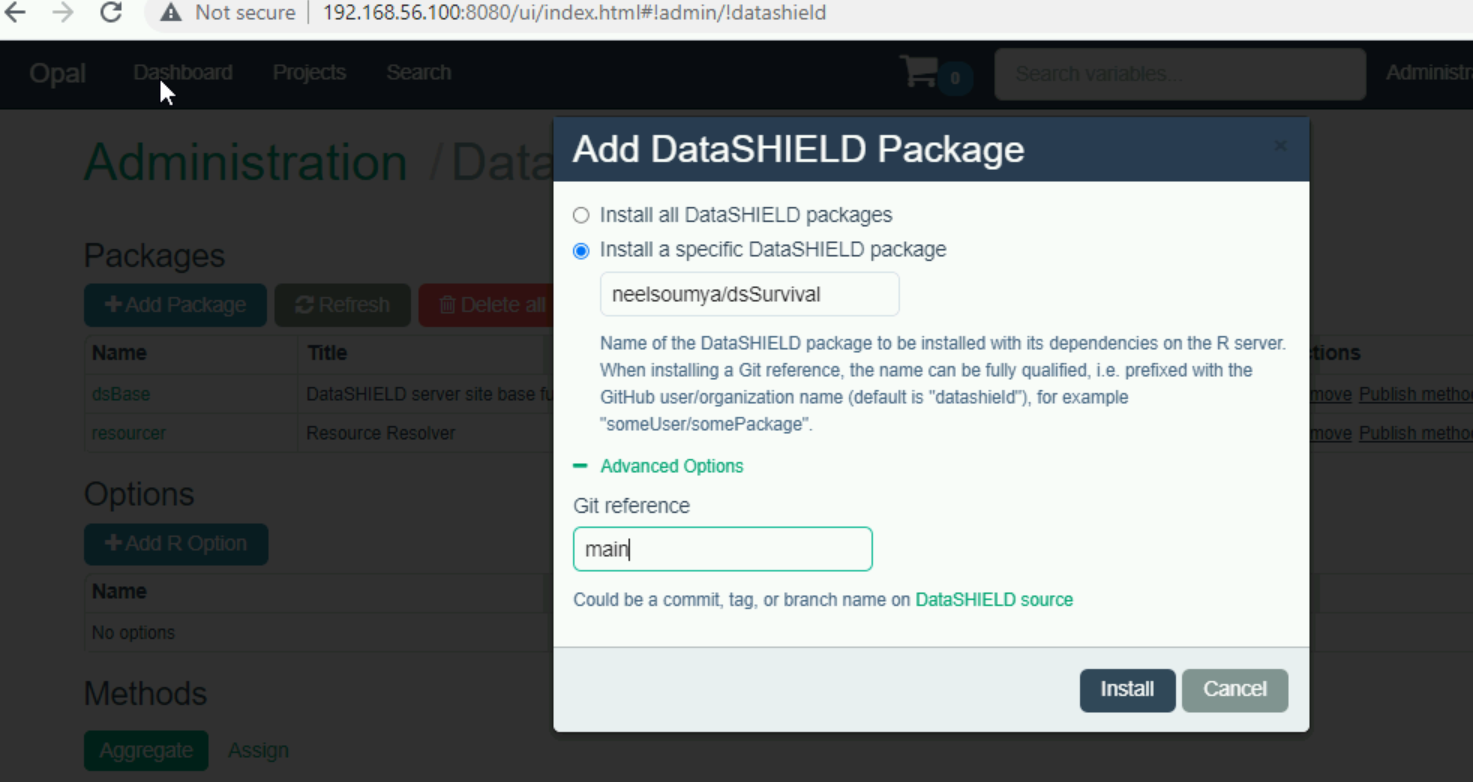 Not secure 192.168.56.100:8080/ui/index.html#!admin/!datashield
Opal Dashboard Projects Search 0 Search variables... Administr
Administration / Data
Packages
+Add Package Refresh Delete all
Name Title tions
dsBase DataSHIELD server site base fu move Publish metho
resourcer Resource Resolver move Publish metho
Options
+Add R Option
Name
No options
Methods
Aggregate Assign
Add DataSHIELD Package ×
Install all DataSHIELD packages
Install a specific DataSHIELD package
neelsoumya/dsSurvival
Name of the DataSHIELD package to be installed with its dependencies on the R server.
When installing a Git reference, the name can be fully qualified, i.e. prefixed with the
GitHub user/organization name (default is "datashield"), for example
"someUser/somePackage".
Advanced Options
Git reference
main
Could be a commit, tag, or branch name on DataSHIELD source
Install Cancel